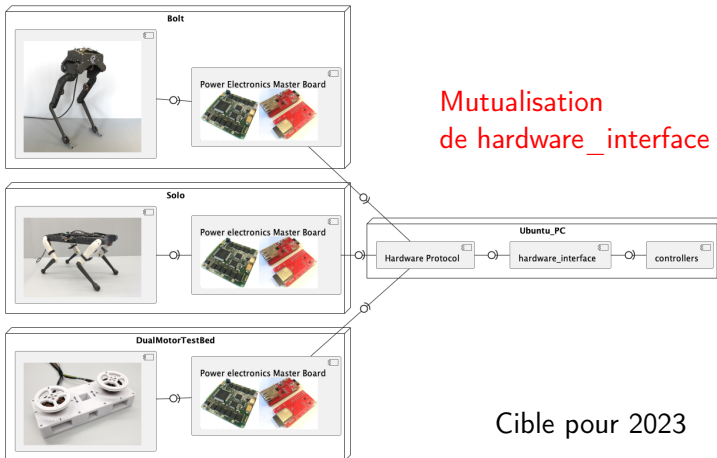 Bolt
Power Electronics Master Board
Mutualisation
de hardware_interface
Solo
Power electronics Master Board
Ubuntu_PC
Hardware Protocol
hardware_interface
controllers
DualMotorTestBed
Power electronics Master Board
Cible pour 2023